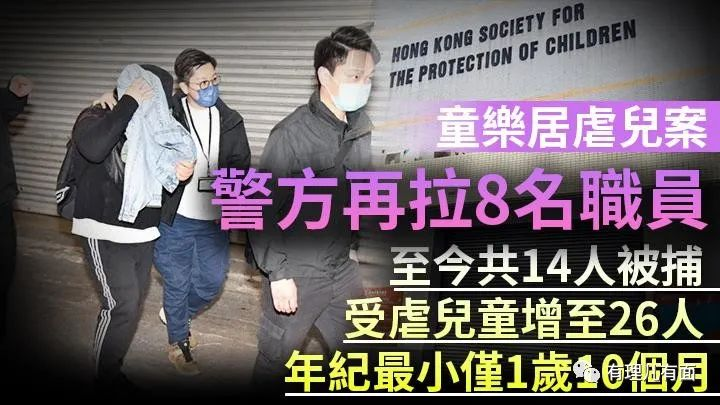 HONG KONG SOCIETY FOR
THE PROTECTION OF CHILDREN
童樂居虐兒案
警方再拉8名職員
至今共14人被捕
受虐兒童增至26人
年紀最小僅1歲10個月
有理儿有面